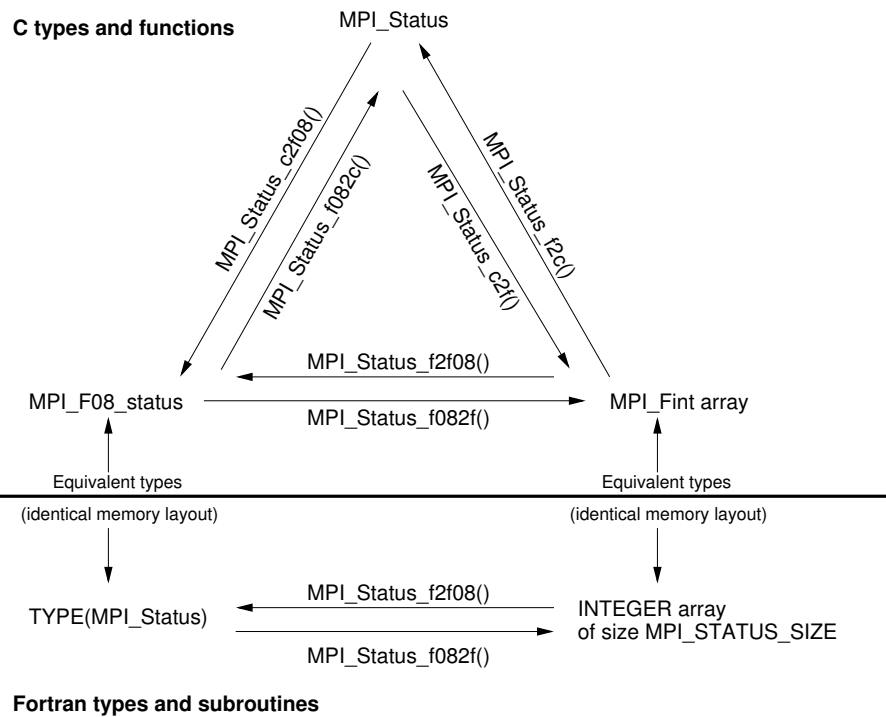 MPI_Status
C types and functions
MPI_Status_c2f08()
MPI_Status_f082c()
MPI_Status_c2f()
MPI_Status_f2c()
MPI_Status_f2f08()
MPI_F08_status
MPI_Fint array
MPI_Status_f082f()
Equivalent types
Equivalent types
(identical memory layout)
(identical memory layout)
MPI_Status_f2f08()
TYPE(MPI_Status)
INTEGER array
of size MPI_STATUS_SIZE
MPI_Status_f082f()
Fortran types and subroutines